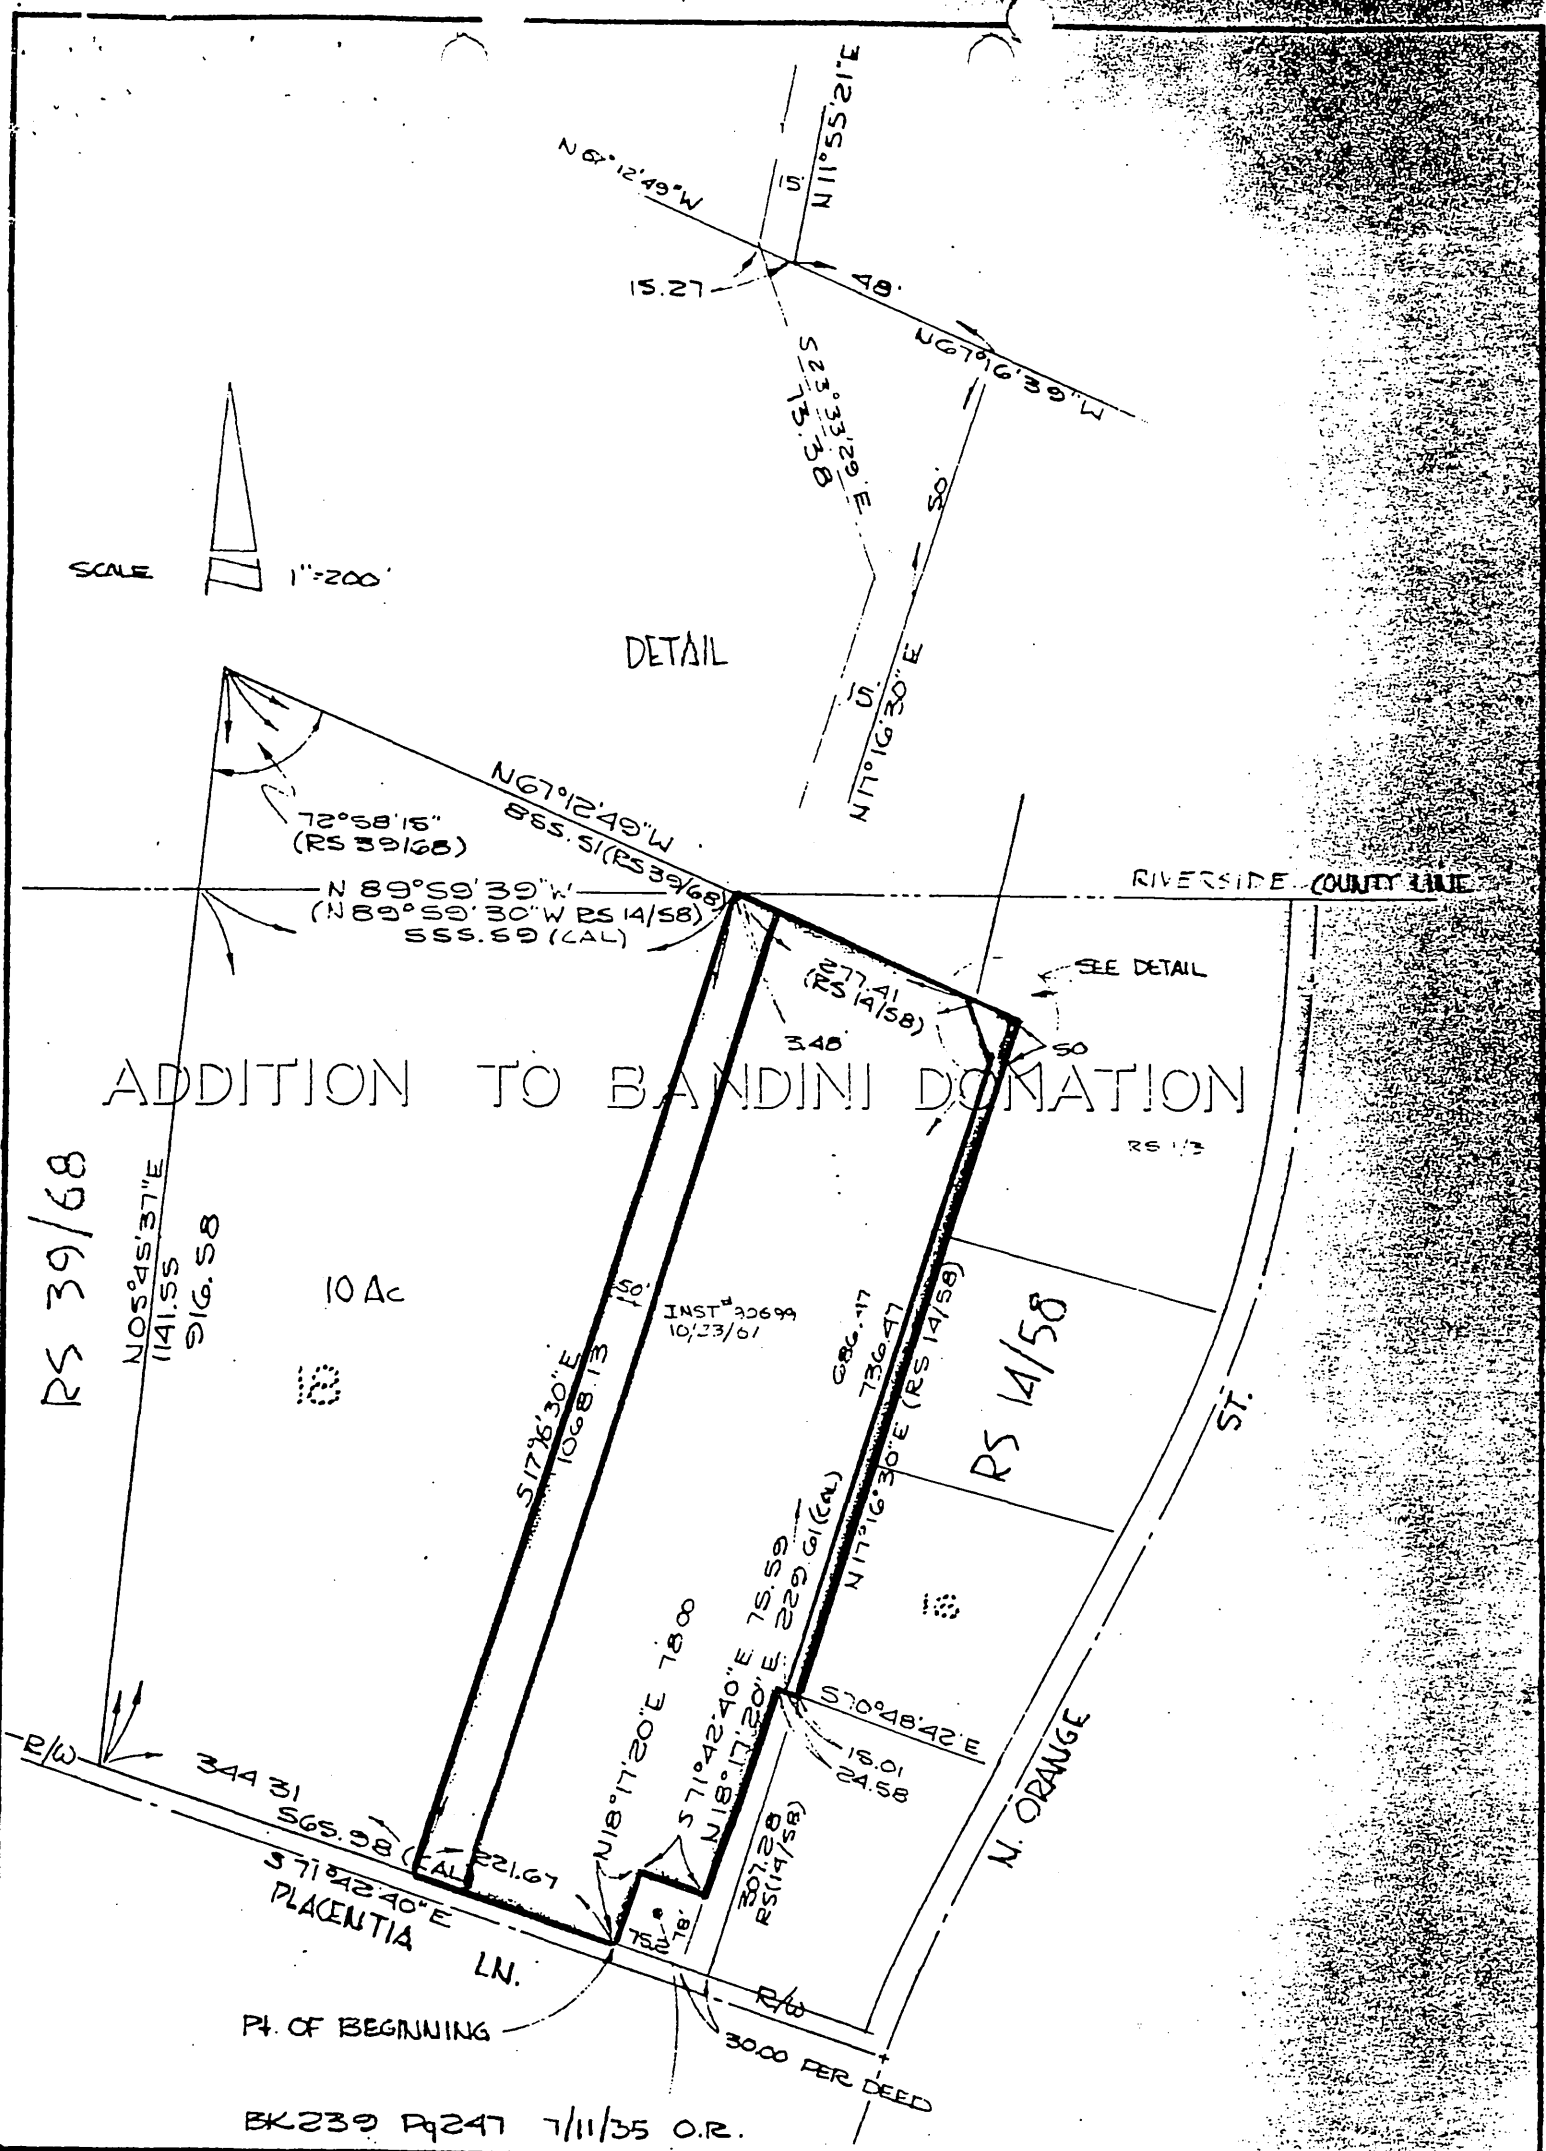 N 67°12'49"W
15'
N11°55'21"E
15.27
48'
N67°16'39"W
S 23°33'29"E
73.38
50'
SCALE 1"=200'
DETAIL
15'
N17°16'30"E
72°58'15"
(RS 39/68)
N67°12'49"W
855.51(RS39/68)
N 89°59'39"W
(N89°59'30"W RS 14/58)
555.59 (CAL)
RIVERSIDE COUNTY LINE
277.41
(RS 14/58)
SEE DETAIL
3.48
50
ADDITION TO BANDINI DONATION
RS 1/3
RS 39/68
N05°45'37"E
1141.55
916.58
10 Ac
18
50'
INST#
10/23/61
S17°16'30"E
1068.13
686.47
736.47
N17°16'30"E (RS 14/58)
RS 14/58
ST.
18
N18°17'20"E 78.00
S71°42'40"E 75.59
N18°17'20"E 229.61(CAL)
S70°48'42"E
15.01
24.58
307.28
RS(14/58)
N. ORANGE
R/W
344.31
565.98 (CAL)
221.67
S71°42'40"E
PLACENTIA LN.
75.2
78'
R/W
Pt. OF BEGINNING
30.00 PER DEED
BK239 Pg247 7/11/35 O.R.